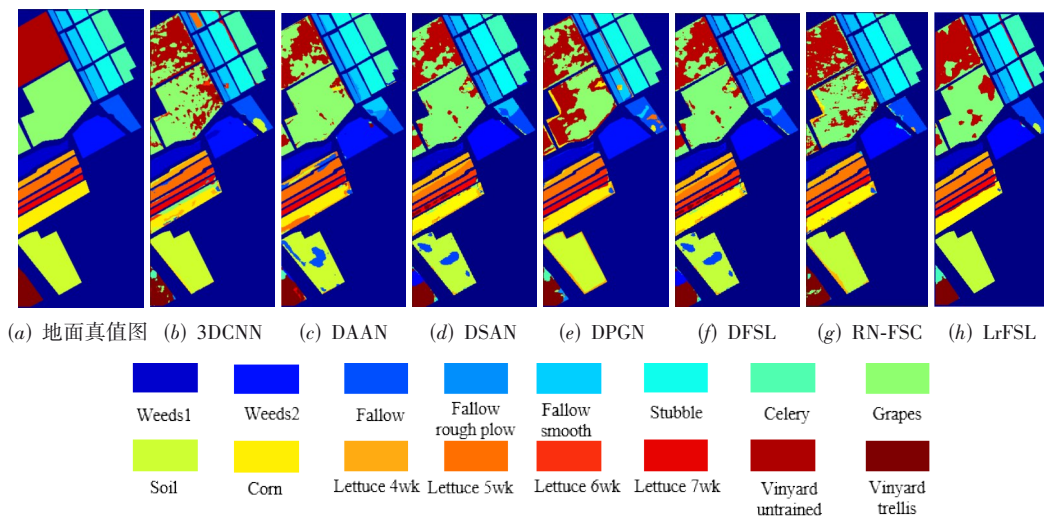 (a) 地面真值图 (b) 3DCNN (c) DAAN (d) DSAN (e) DPGN (f) DFSL (g) RN-FSC (h) LrFSL
Weeds1 Weeds2 Fallow Fallow rough plow Fallow smooth Stubble Celery Grapes
Soil Corn Lettuce 4wk Lettuce 5wk Lettuce 6wk Lettuce 7wk Vinyard untrained Vinyard trellis